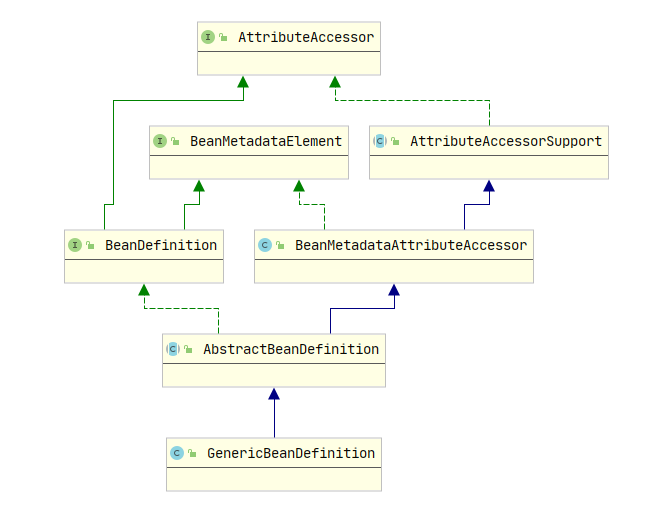 I AttributeAccessor
I BeanMetadataElement
C AttributeAccessorSupport
I BeanDefinition
C BeanMetadataAttributeAccessor
C AbstractBeanDefinition
C GenericBeanDefinition